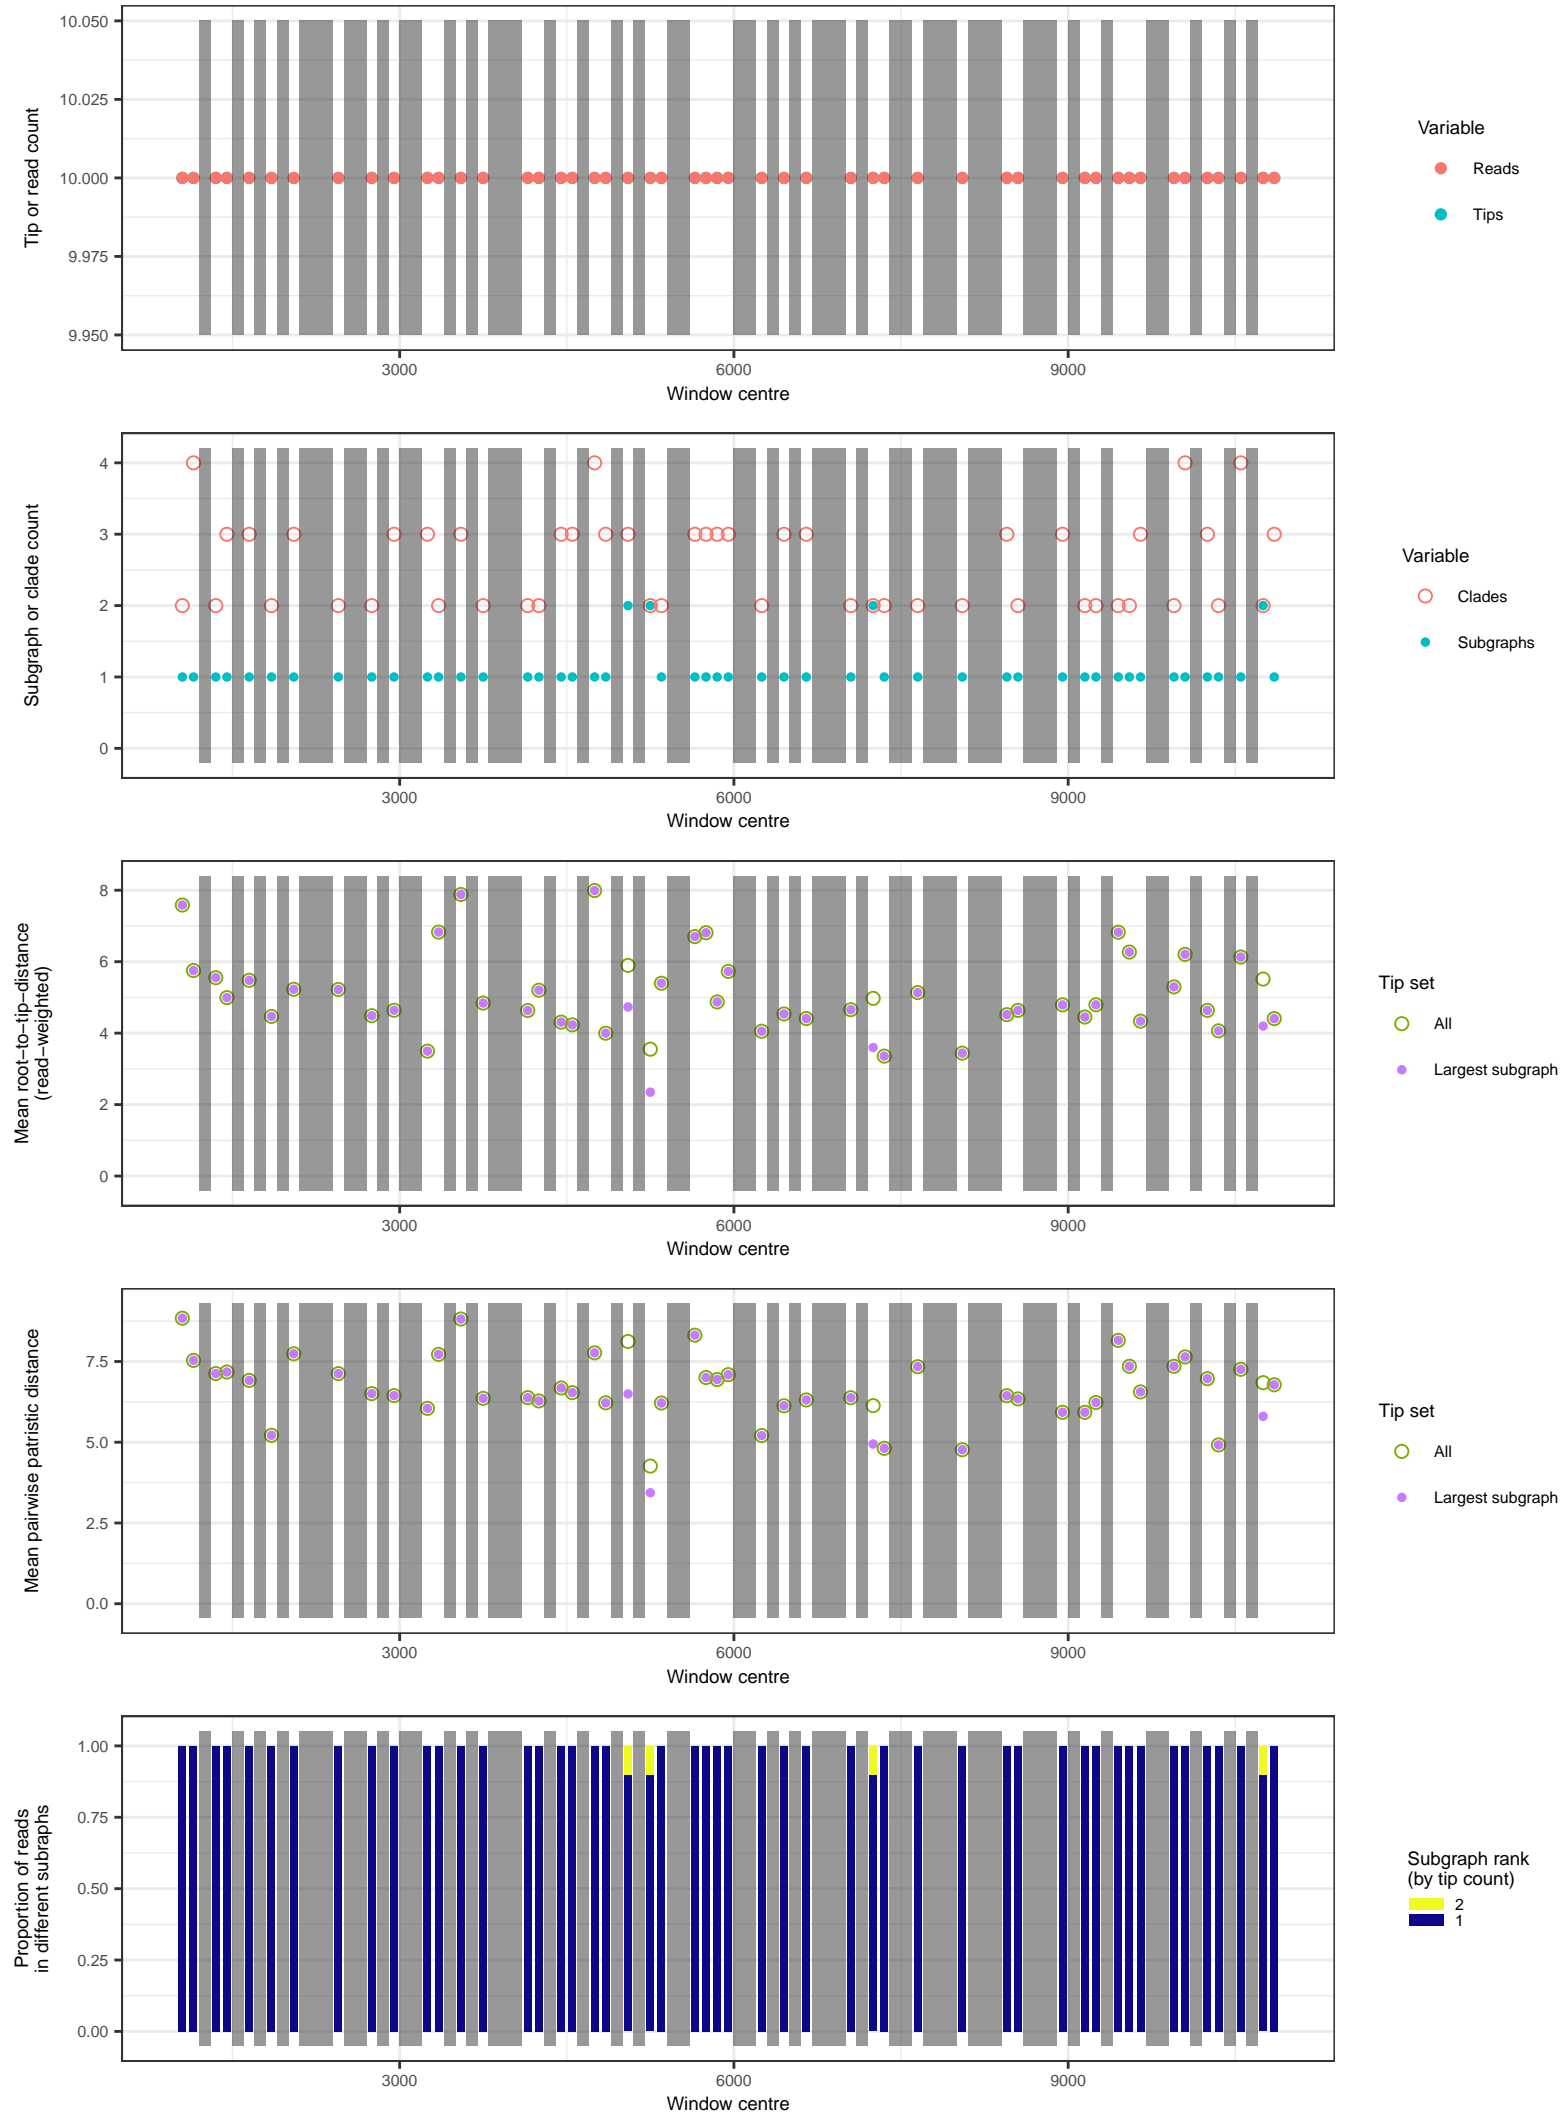 10.050
10.025
10.000
9.975
9.950
Tip or read count
3000
6000
9000
Window centre
Variable
Reads
Tips
4
3
2
1
0
Subgraph or clade count
3000
6000
9000
Window centre
Variable
Clades
Subgraphs
8
6
4
2
0
Mean root−to−tip−distance
(read−weighted)
3000
6000
9000
Window centre
Tip set
All
Largest subgraph
7.5
5.0
2.5
0.0
Mean pairwise patristic distance
3000
6000
9000
Window centre
Tip set
All
Largest subgraph
1.00
0.75
0.50
0.25
0.00
Proportion of reads
in different subraphs
3000
6000
9000
Window centre
Subgraph rank
(by tip count)
2
1